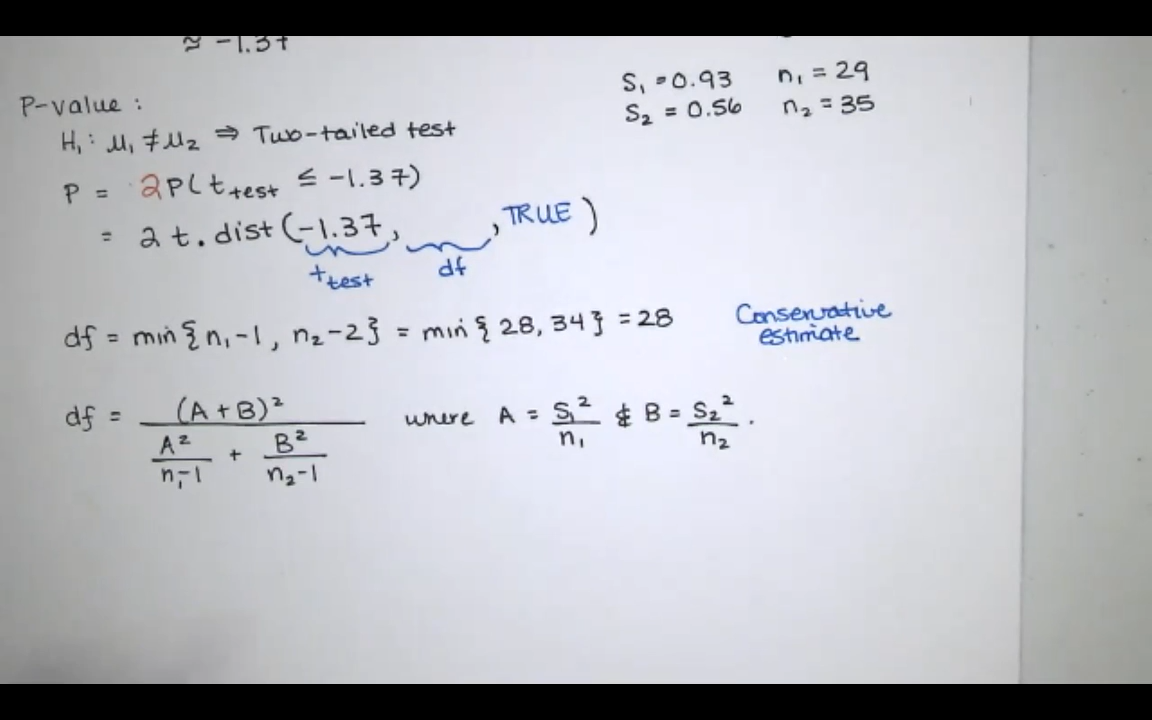 ≈ -1.37
S₁ = 0.93 n₁ = 29
S₂ = 0.56 n₂ = 35
P-value :
H₁ : μ₁ ≠ μ₂ ⇒ Two-tailed test
P = 2P(t_test ≤ -1.37)
= 2 t.dist(-1.37, , TRUE)
t_test df
df = min{n₁-1, n₂-2} = min{28, 34} = 28
Conservative
estimate
df = (A+B)² / (A²/(n₁-1) + B²/(n₂-1)) where A = S₁²/n₁ & B = S₂²/n₂.